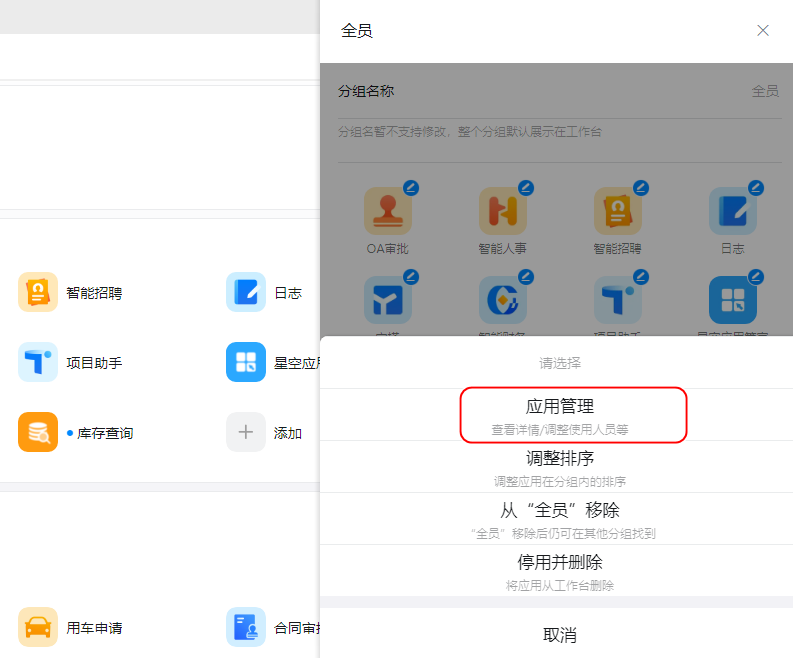 全员
分组名称
全员
分组名暂不支持修改，整个分组默认展示在工作台
OA审批
智能人事
智能招聘
日志
智能招聘
日志
项目助手
星空应
库存查询
添加
用车申请
合同审
请选择
应用管理
查看详情/调整使用人员等
调整排序
调整应用在分组内的排序
从“全员”移除
“全员”移除后仍可在其他分组找到
停用并删除
将应用从工作台删除
取消